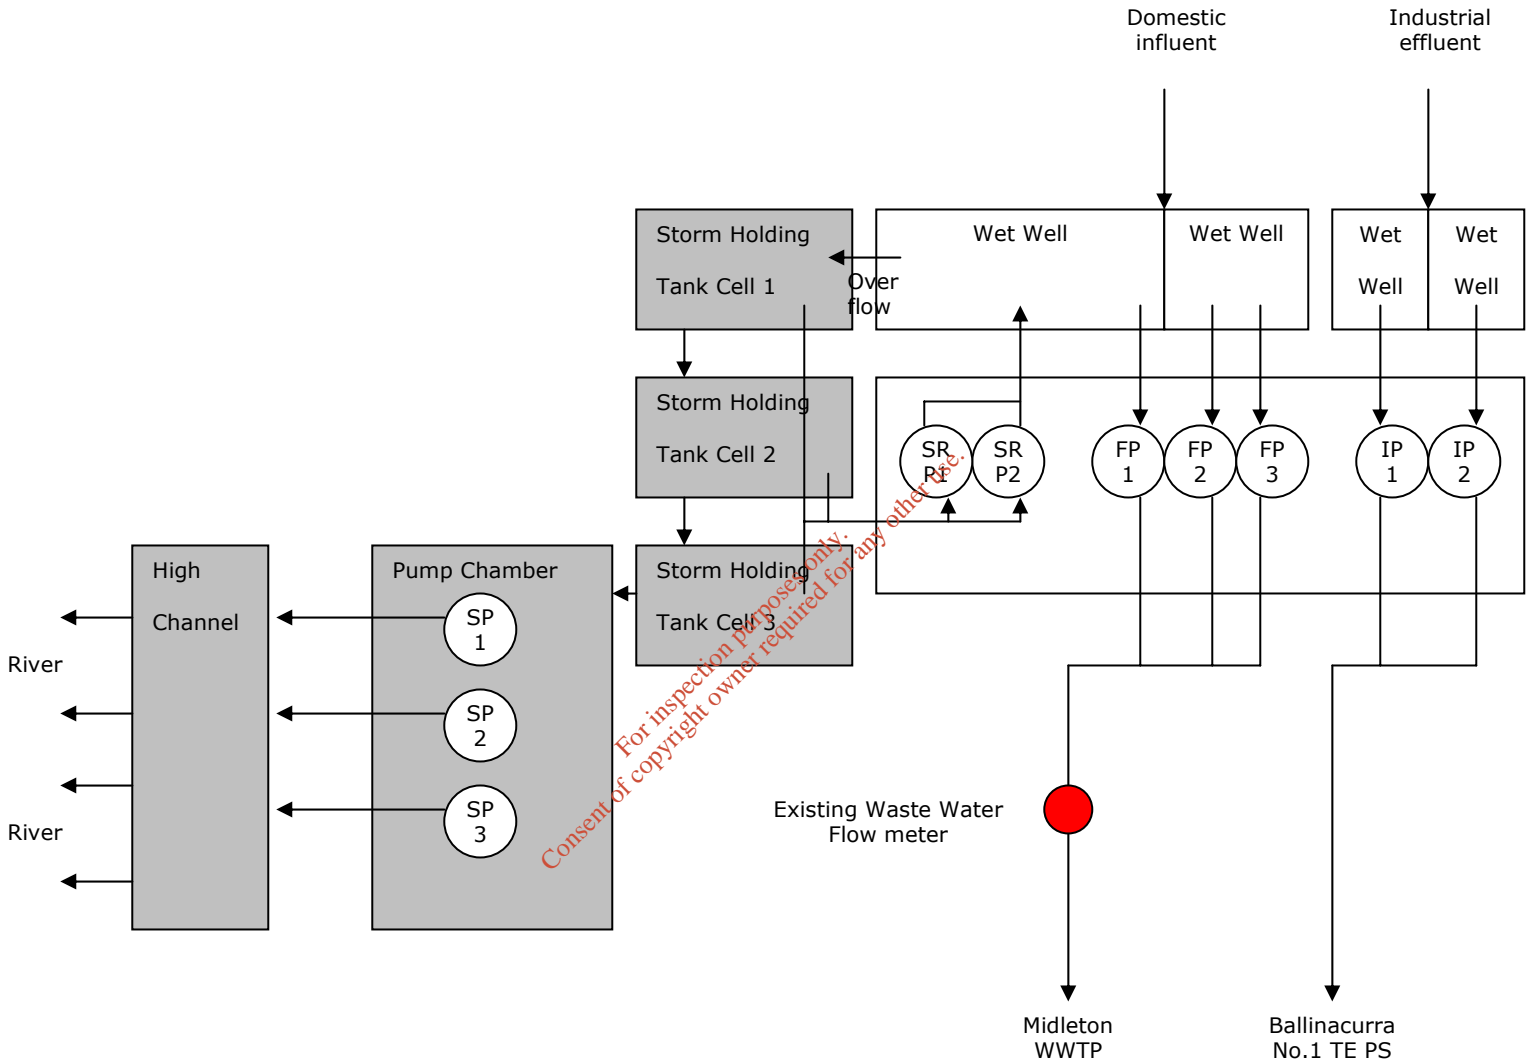 Domestic
influent
Industrial
effluent
Storm Holding
Tank Cell 1
Over
flow
Wet Well
Wet Well
Wet
Well
Wet
Well
Storm Holding
Tank Cell 2
SR
P1
SR
P2
FP
1
FP
2
FP
3
IP
1
IP
2
High
Channel
Pump Chamber
SP
1
SP
2
SP
3
Storm Holding
Tank Cell 3
River
River
For inspection purposes only.
Consent of copyright owner required for any other use.
Existing Waste Water
Flow meter
Midleton
WWTP
Ballinacurra
No.1 TE PS